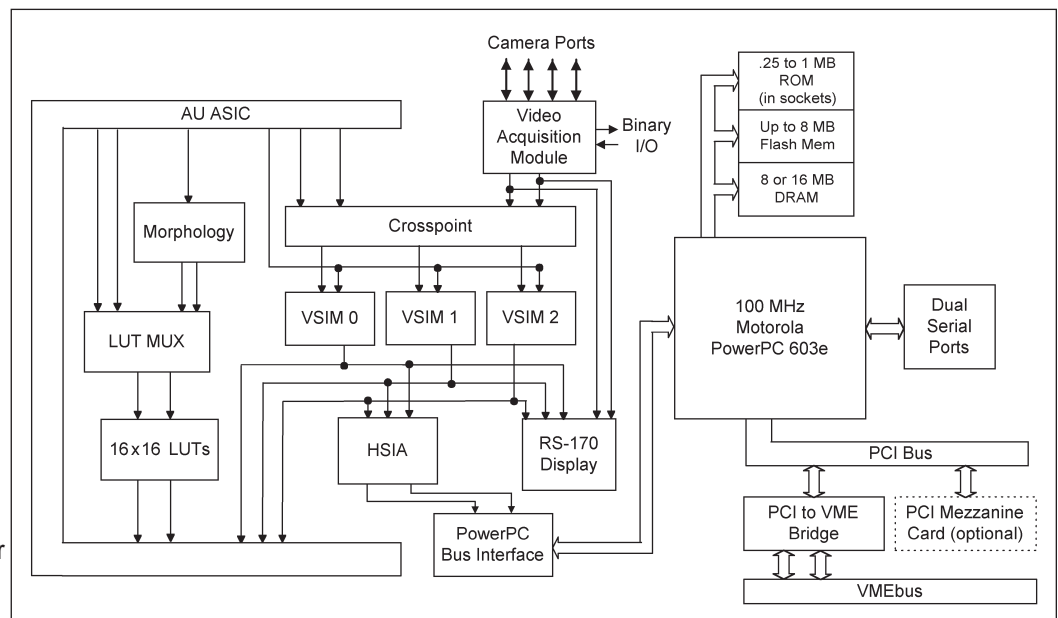 Camera Ports
.25 to 1 MB
ROM
(in sockets)
AU ASIC
Video
Acquisition
Module
Binary
I/O
Up to 8 MB
Flash Mem
8 or 16 MB
DRAM
Morphology
Crosspoint
100 MHz
Motorola
PowerPC 603e
Dual
Serial
Ports
LUT MUX
VSIM 0
VSIM 1
VSIM 2
16x16 LUTs
HSIA
RS-170
Display
PCI Bus
PowerPC
Bus Interface
PCI to VME
Bridge
PCI Mezzanine
Card (optional)
r
VMEbus